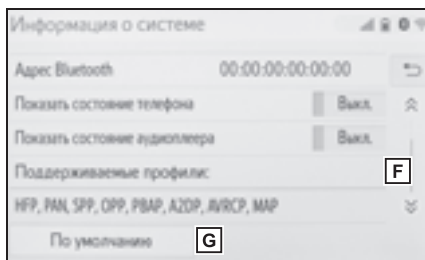 Информация о системе
Адрес Bluetooth 00:00:00:00:00:00
Показать состояние телефона Выкл.
Показать состояние аудиоплеера Выкл.
Поддерживаемые профили: F
HFP, PAN, SPP, OPP, PBAP, A2DP, AVRCP, MAP
По умолчанию G